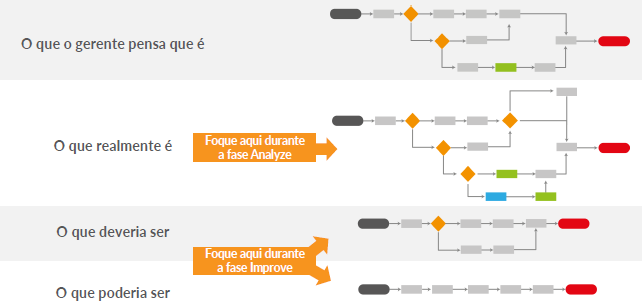 O que o gerente pensa que é
O que realmente é
Foque aqui durante
a fase Analyze
O que deveria ser
Foque aqui durante
a fase Improve
O que poderia ser